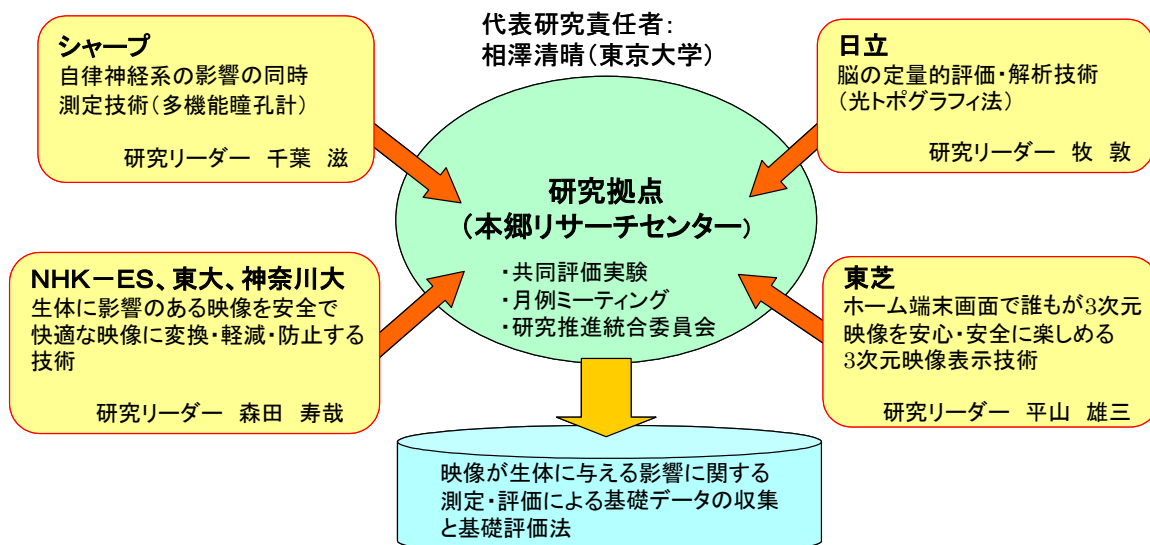 代表研究責任者：
相澤清晴（東京大学）
シャープ
自律神経系の影響の同時
測定技術（多機能瞳孔計）
研究リーダー　千葉　滋
日立
脳の定量的評価・解析技術
（光トポグラフィ法）
研究リーダー　牧　敦
研究拠点
（本郷リサーチセンター）
・共同評価実験
・月例ミーティング
・研究推進統合委員会
ＮＨＫ－ＥＳ、東大、神奈川大
生体に影響のある映像を安全で
快適な映像に変換・軽減・防止する
技術
研究リーダー　森田　寿哉
東芝
ホーム端末画面で誰もが3次元
映像を安心・安全に楽しめる
3次元映像表示技術
研究リーダー　平山　雄三
映像が生体に与える影響に関する
測定・評価による基礎データの収集
と基礎評価法